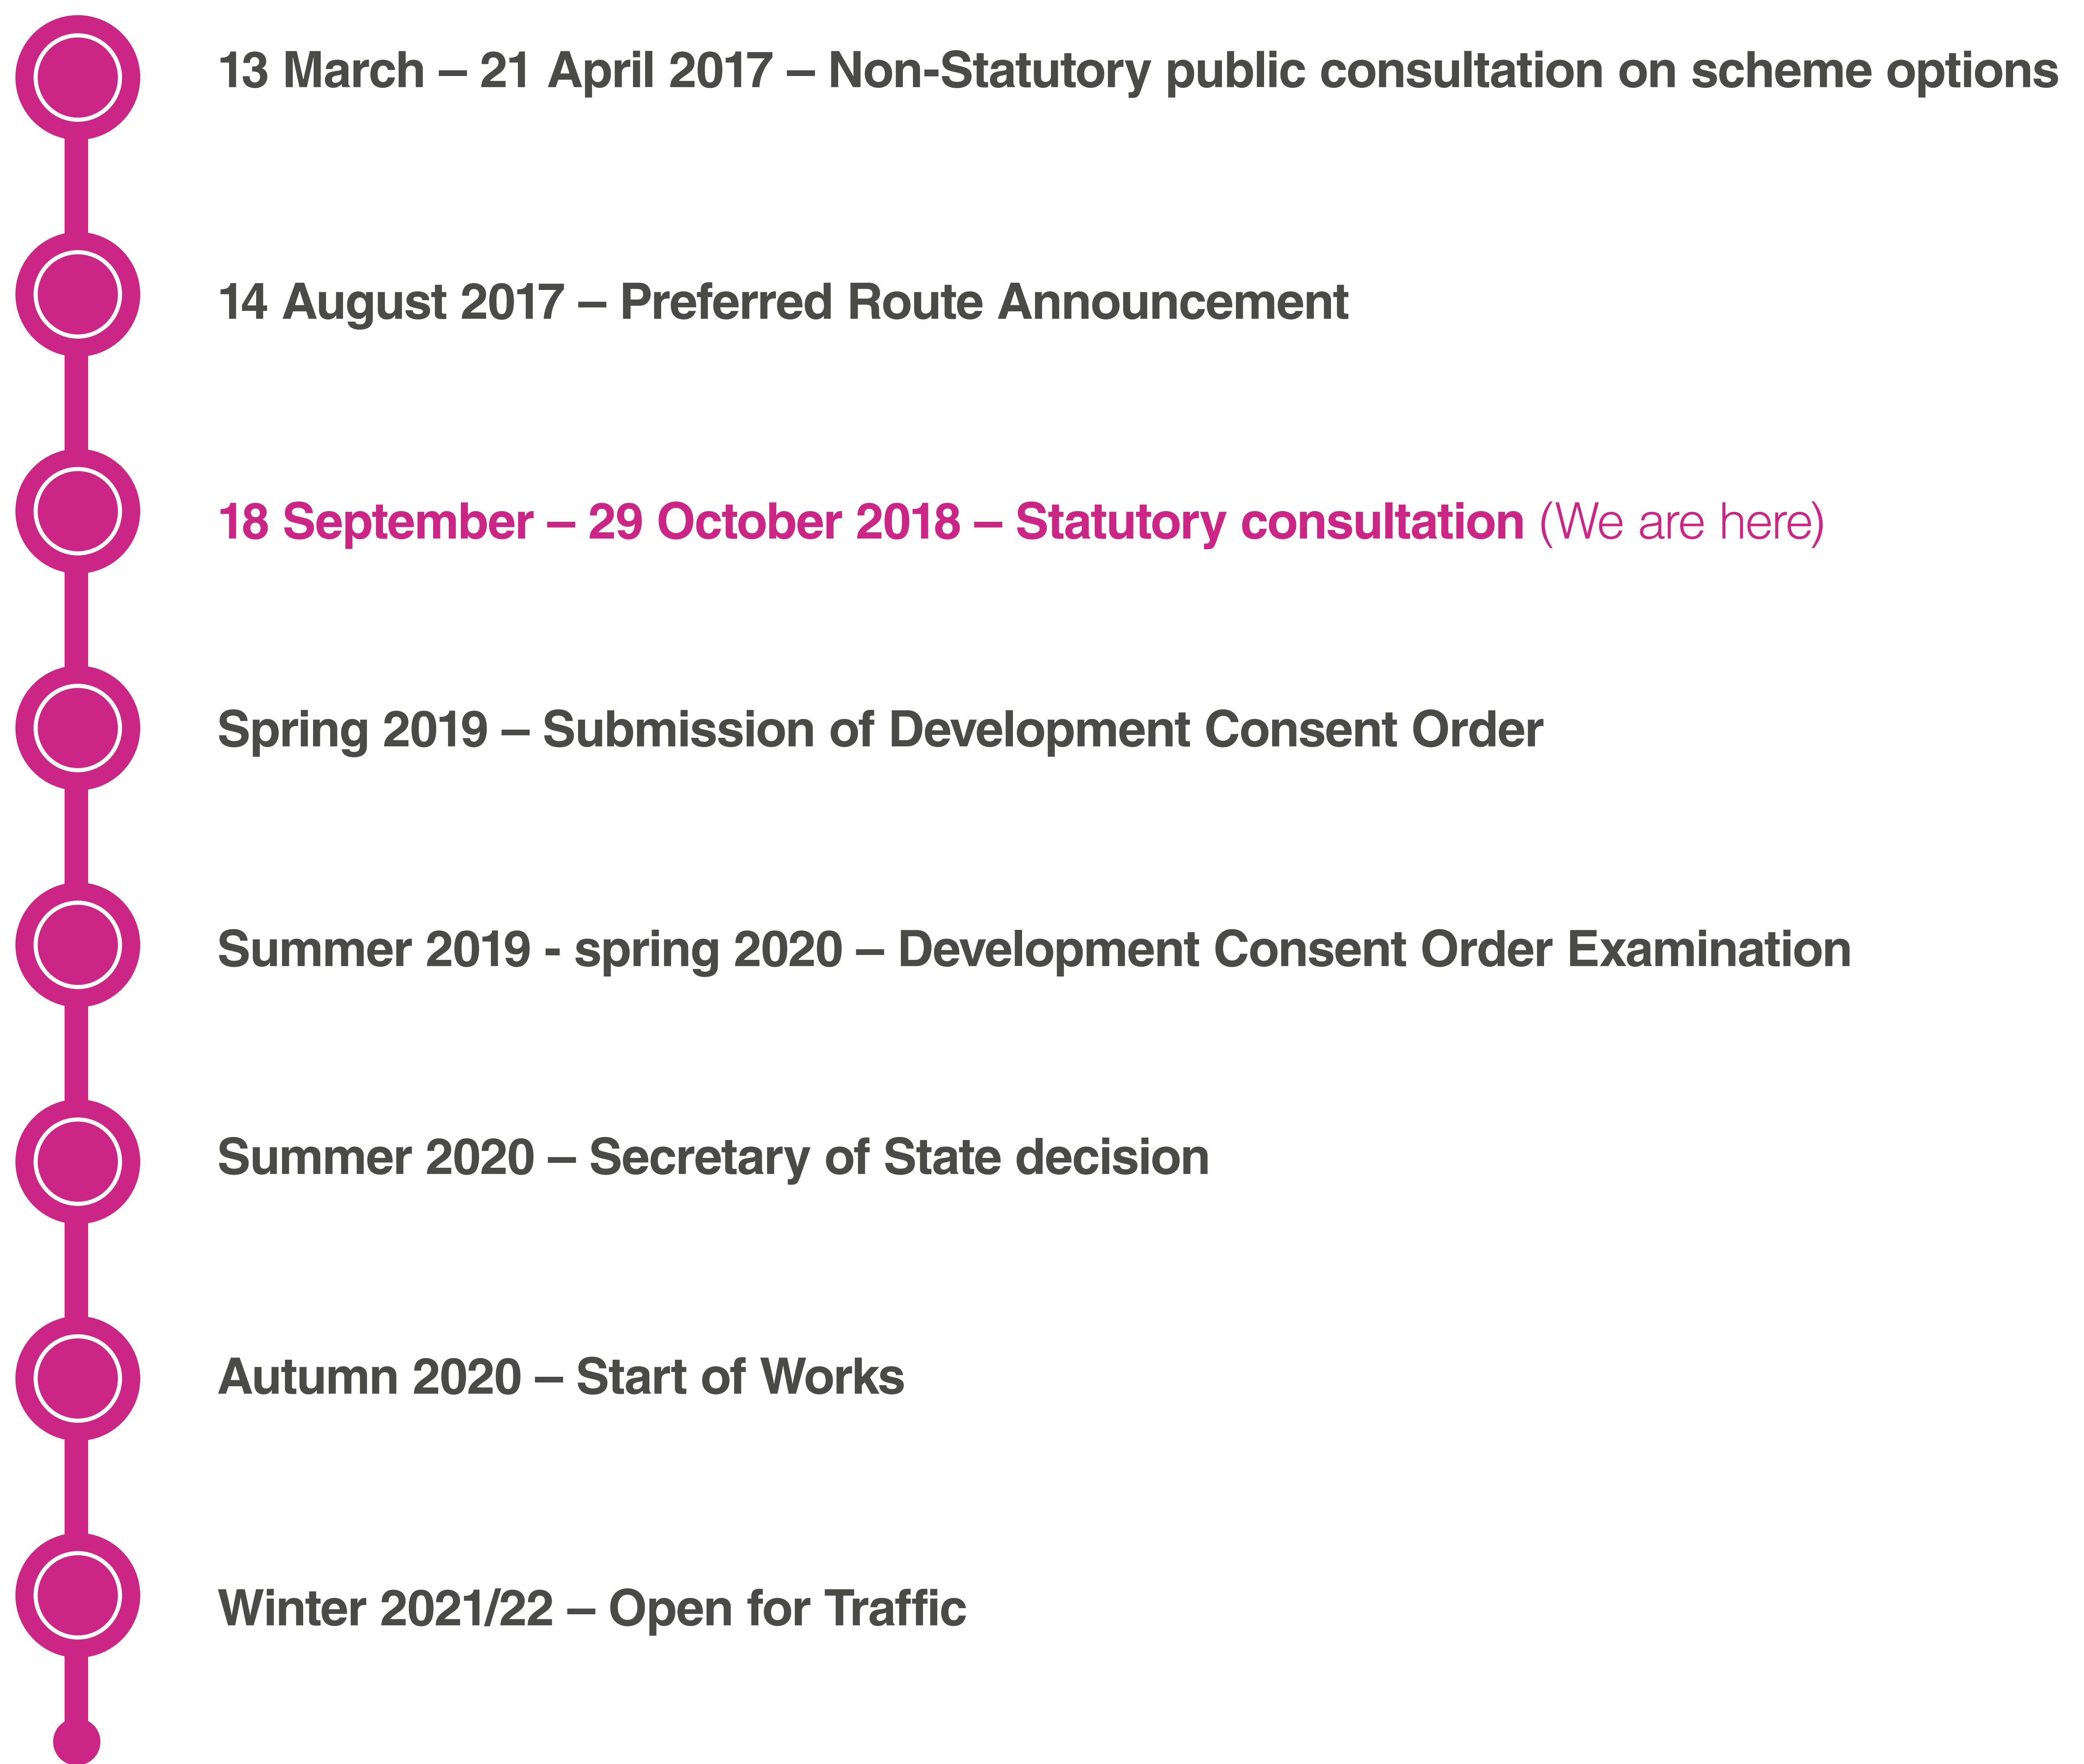 13 March – 21 April 2017 – Non-Statutory public consultation on scheme options
14 August 2017 – Preferred Route Announcement
18 September – 29 October 2018 – Statutory consultation (We are here)
Spring 2019 – Submission of Development Consent Order
Summer 2019 - spring 2020 – Development Consent Order Examination
Summer 2020 – Secretary of State decision
Autumn 2020 – Start of Works
Winter 2021/22 – Open for Traffic